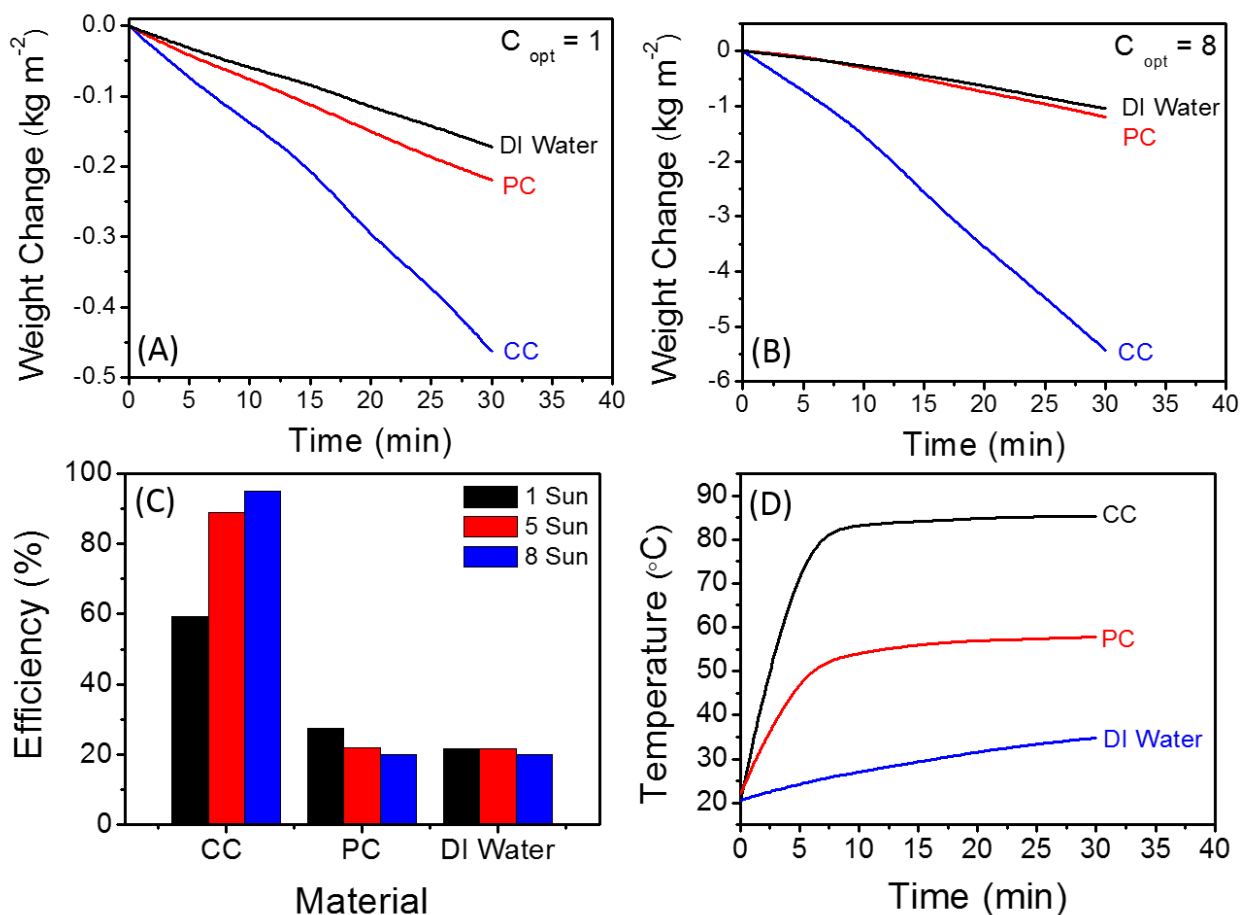 Weight Change (kg m⁻²)
0.0
-0.1
-0.2
-0.3
-0.4
-0.5
C opt = 1
DI Water
PC
CC
(A)
0 5 10 15 20 25 30 35 40
Time (min)
Weight Change (kg m⁻²)
0
-1
-2
-3
-4
-5
-6
C opt = 8
DI Water
PC
CC
(B)
0 5 10 15 20 25 30 35 40
Time (min)
Efficiency (%)
100
80
60
40
20
0
(C)
1 Sun
5 Sun
8 Sun
CC PC DI Water
Material
Temperature (°C)
90
80
70
60
50
40
30
20
(D)
CC
PC
DI Water
0 5 10 15 20 25 30 35 40
Time (min)